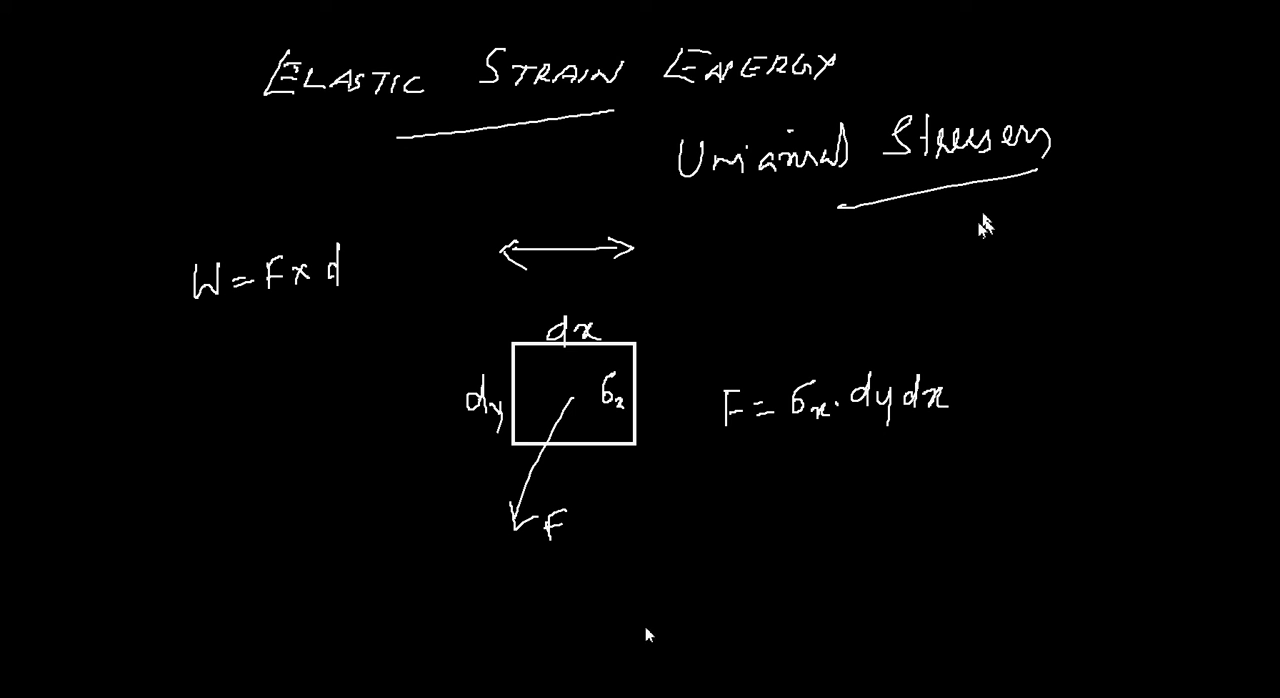 ELASTIC STRAIN ENERGY
Uniaxial Stresses
W = F x d
dx
dy
σx
F = σx . dy dx
F